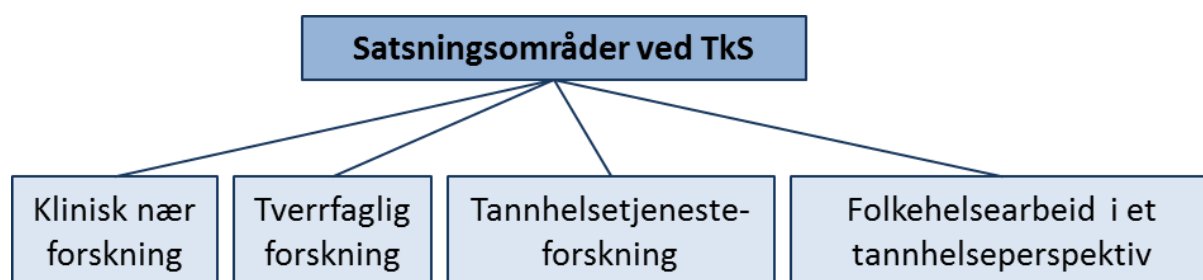 Satsningsområder ved TkS
Klinisk nær
forskning
Tverrfaglig
forskning
Tannhelsetjeneste-
forskning
Folkehelsearbeid i et
tannhelseperspektiv